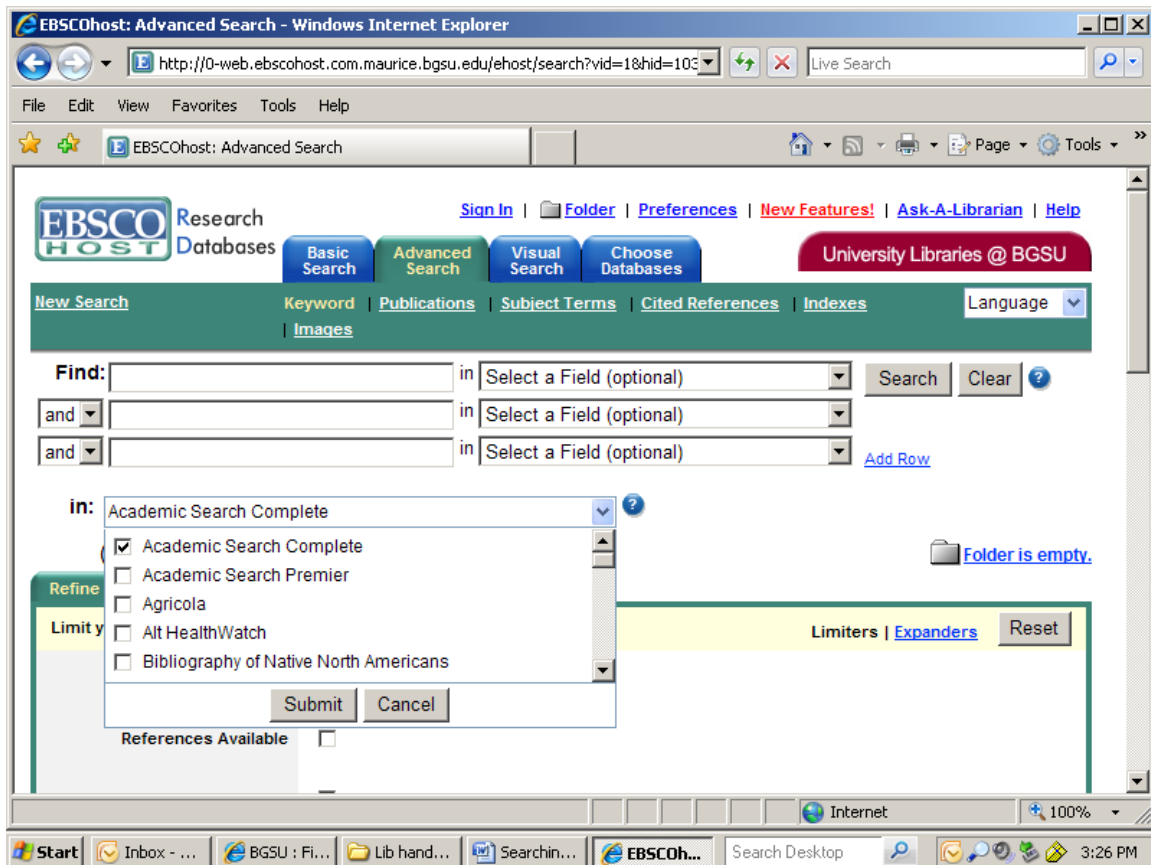 EBSCOhost: Advanced Search - Windows Internet Explorer
http://0-web.ebscohost.com.maurice.bgsu.edu/ehost/search?vid=1&hid=103 Live Search
File Edit View Favorites Tools Help
EBSCOhost: Advanced Search Page Tools »
EBSCO HOST Research Databases
Sign In | Folder | Preferences | New Features! | Ask-A-Librarian | Help
Basic Search Advanced Search Visual Search Choose Databases University Libraries @ BGSU
New Search Keyword | Publications | Subject Terms | Cited References | Indexes Language
| Images
Find: in Select a Field (optional) Search Clear ?
and in Select a Field (optional)
and in Select a Field (optional) Add Row
in: Academic Search Complete ?
Academic Search Complete
( Folder is empty.
Academic Search Premier
Refine
Agricola
Limit y Alt HealthWatch Limiters | Expanders Reset
Bibliography of Native North Americans
Submit Cancel
References Available
Internet 100%
Start Inbox - ... BGSU : Fi... Lib hand... Searchin... EBSCOh... Search Desktop 3:26 PM